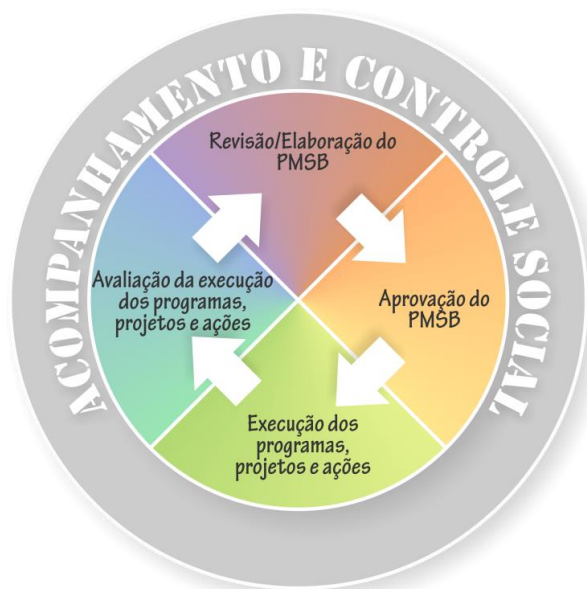 ACOMPANHAMENTO E CONTROLE SOCIAL
Revisão/Elaboração do
PMSB
Avaliação da execução
dos programas,
projetos e ações
Aprovação do
PMSB
Execução dos
programas,
projetos e ações